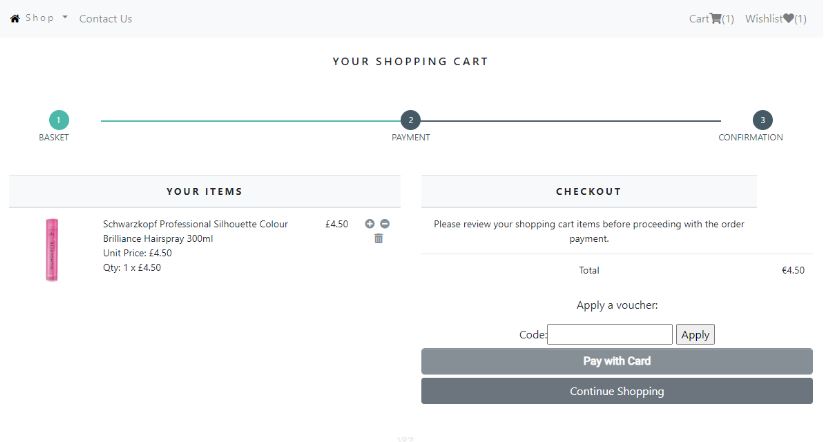 Shop Contact Us Cart(1) Wishlist(1)
YOUR SHOPPING CART
1 2 3
BASKET PAYMENT CONFIRMATION
YOUR ITEMS
Schwarzkopf Professional Silhouette Colour £4.50
Brilliance Hairspray 300ml
Unit Price: £4.50
Qty: 1 x £4.50
CHECKOUT
Please review your shopping cart items before proceeding with the order
payment.
Total €4.50
Apply a voucher:
Code: Apply
Pay with Card
Continue Shopping